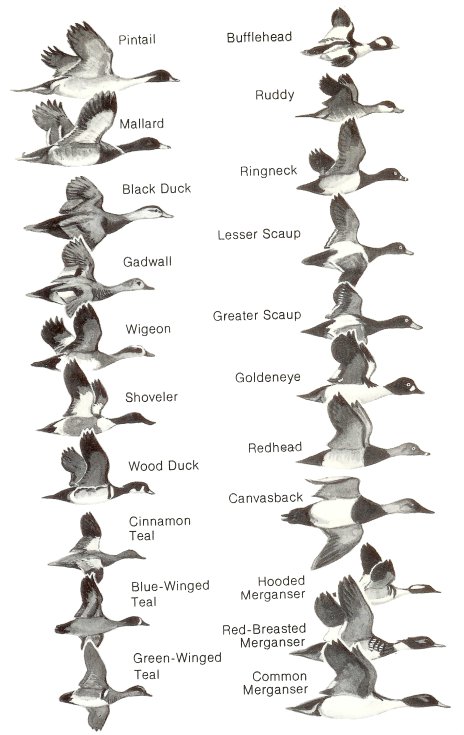 Pintail
Mallard
Black Duck
Gadwall
Wigeon
Shoveler
Wood Duck
Cinnamon
Teal
Blue-Winged
Teal
Green-Winged
Teal
Bufflehead
Ruddy
Ringneck
Lesser Scaup
Greater Scaup
Goldeneye
Redhead
Canvasback
Hooded
Merganser
Red-Breasted
Merganser
Common
Merganser